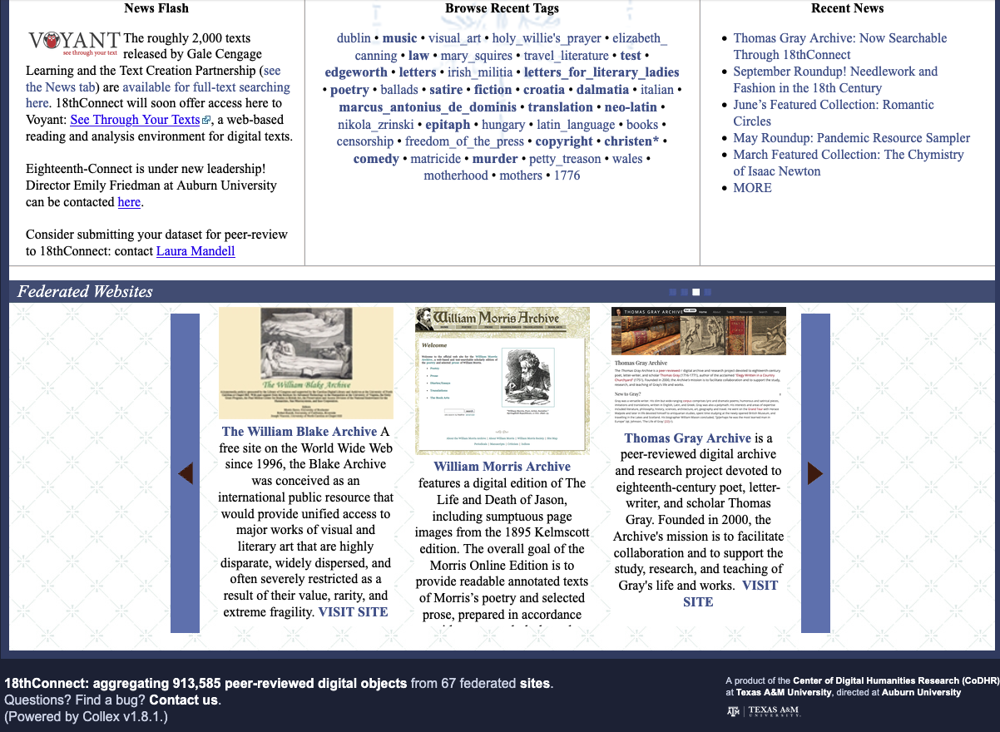 News Flash
VOYANT
see through your text
The roughly 2,000 texts
released by Gale Cengage
Learning and the Text Creation Partnership (see
the News tab) are available for full-text searching
here. 18thConnect will soon offer access here to
Voyant: See Through Your Texts, a web-based
reading and analysis environment for digital texts.
Eighteenth-Connect is under new leadership!
Director Emily Friedman at Auburn University
can be contacted here.
Consider submitting your dataset for peer-review
to 18thConnect: contact Laura Mandell
Browse Recent Tags
dublin • music • visual_art • holy_willie's_prayer • elizabeth_
canning • law • mary_squires • travel_literature • test •
edgeworth • letters • irish_militia • letters_for_literary_ladies
• poetry • ballads • satire • fiction • croatia • dalmatia • italian •
marcus_antonius_de_dominis • translation • neo-latin •
nikola_zrinski • epitaph • hungary • latin_language • books •
censorship • freedom_of_the_press • copyright • christen* •
comedy • matricide • murder • petty_treason • wales •
motherhood • mothers • 1776
Recent News
• Thomas Gray Archive: Now Searchable
Through 18thConnect
• September Roundup! Needlework and
Fashion in the 18th Century
• June’s Featured Collection: Romantic
Circles
• May Roundup: Pandemic Resource Sampler
• March Featured Collection: The Chymistry
of Isaac Newton
• MORE
Federated Websites
The William Blake Archive
The William Blake Archive A
free site on the World Wide Web
since 1996, the Blake Archive
was conceived as an
international public resource that
would provide unified access to
major works of visual and
literary art that are highly
disparate, widely dispersed, and
often severely restricted as a
result of their value, rarity, and
extreme fragility. VISIT SITE
William Morris Archive
Welcome
William Morris Archive
features a digital edition of The
Life and Death of Jason,
including sumptuous page
images from the 1895 Kelmscott
edition. The overall goal of the
Morris Online Edition is to
provide readable annotated texts
of Morris’s poetry and selected
prose, prepared in accordance
THOMAS GRAY ARCHIVE
Thomas Gray Archive
New to Gray?
Thomas Gray Archive is a
peer-reviewed digital archive
and research project devoted to
eighteenth-century poet, letter-
writer, and scholar Thomas
Gray. Founded in 2000, the
Archive's mission is to facilitate
collaboration and to support the
study, research, and teaching of
Gray's life and works. VISIT
SITE
18thConnect: aggregating 913,585 peer-reviewed digital objects from 67 federated sites.
Questions? Find a bug? Contact us.
(Powered by Collex v1.8.1.)
A product of the Center of Digital Humanities Research (CoDHR)
at Texas A&M University, directed at Auburn University
TEXAS A&M
UNIVERSITY